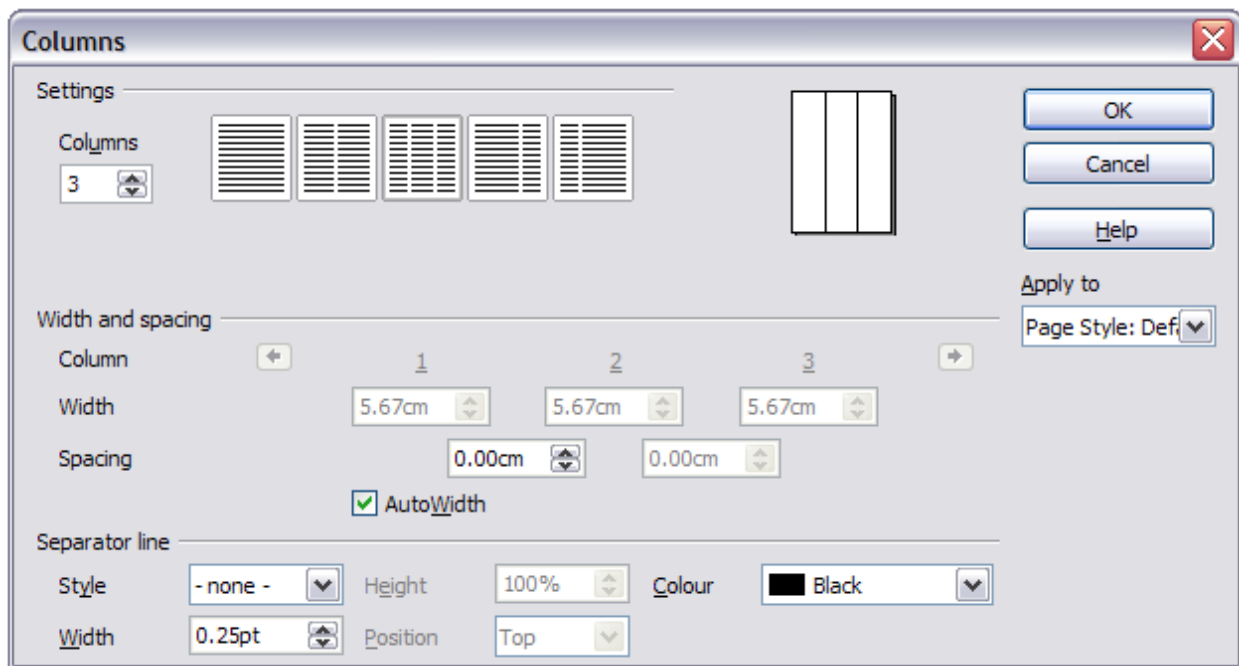 Columns
Settings
Columns
3
OK
Cancel
Help
Apply to
Page Style: Defa
Width and spacing
Column 1 2 3
Width 5.67cm 5.67cm 5.67cm
Spacing 0.00cm 0.00cm
AutoWidth
Separator line
Style - none - Height 100% Colour Black
Width 0.25pt Position Top